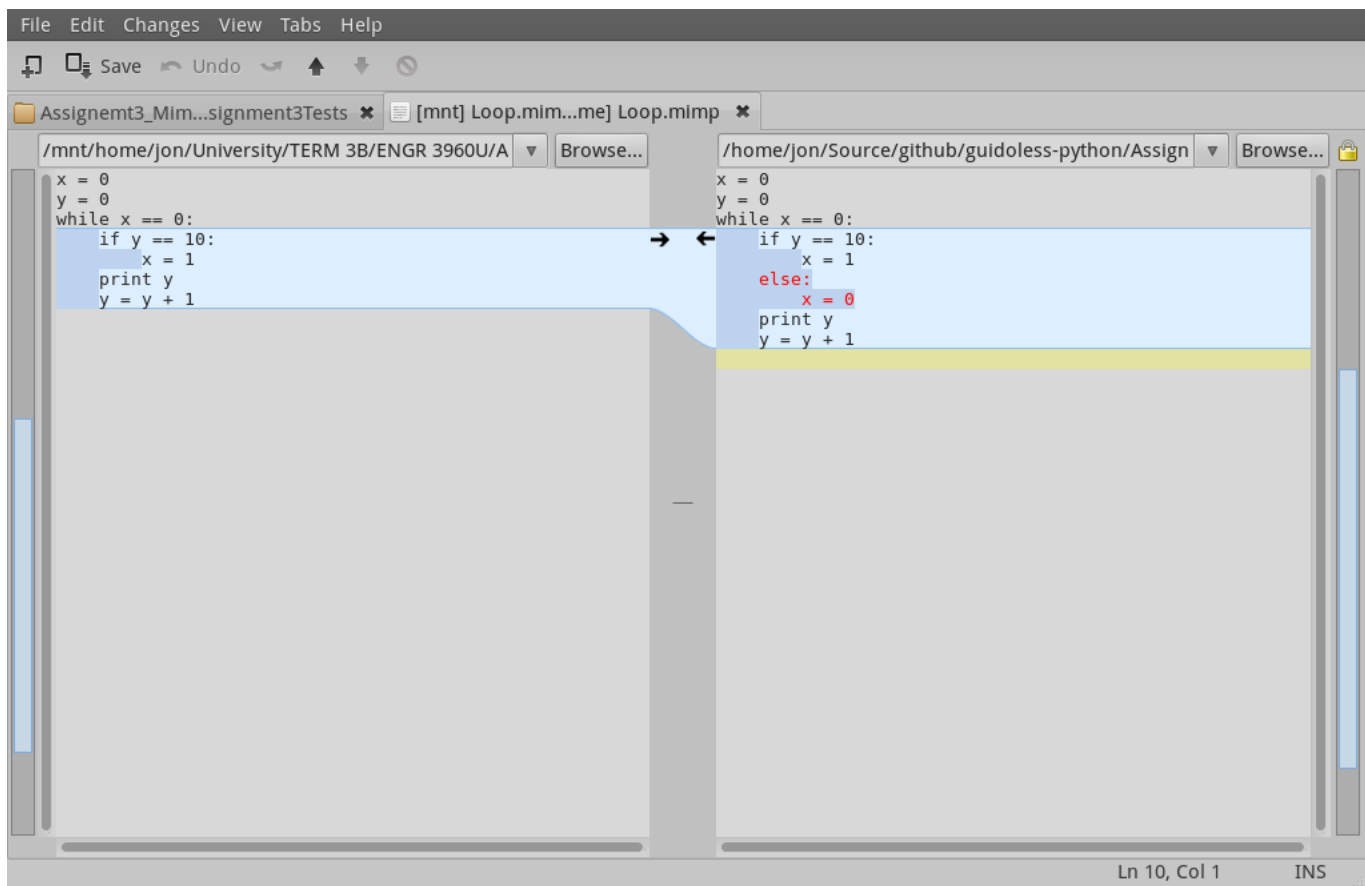 File Edit Changes View Tabs Help
Save Undo
Assignemt3_Mim...signment3Tests [mnt] Loop.mim...me] Loop.mimp
/mnt/home/jon/University/TERM 3B/ENGR 3960U/A Browse... /home/jon/Source/github/guidoless-python/Assign Browse...
x = 0
y = 0
while x == 0:
    if y == 10:
        x = 1
    print y
    y = y + 1
x = 0
y = 0
while x == 0:
    if y == 10:
        x = 1
    else:
        x = 0
    print y
    y = y + 1
Ln 10, Col 1 INS